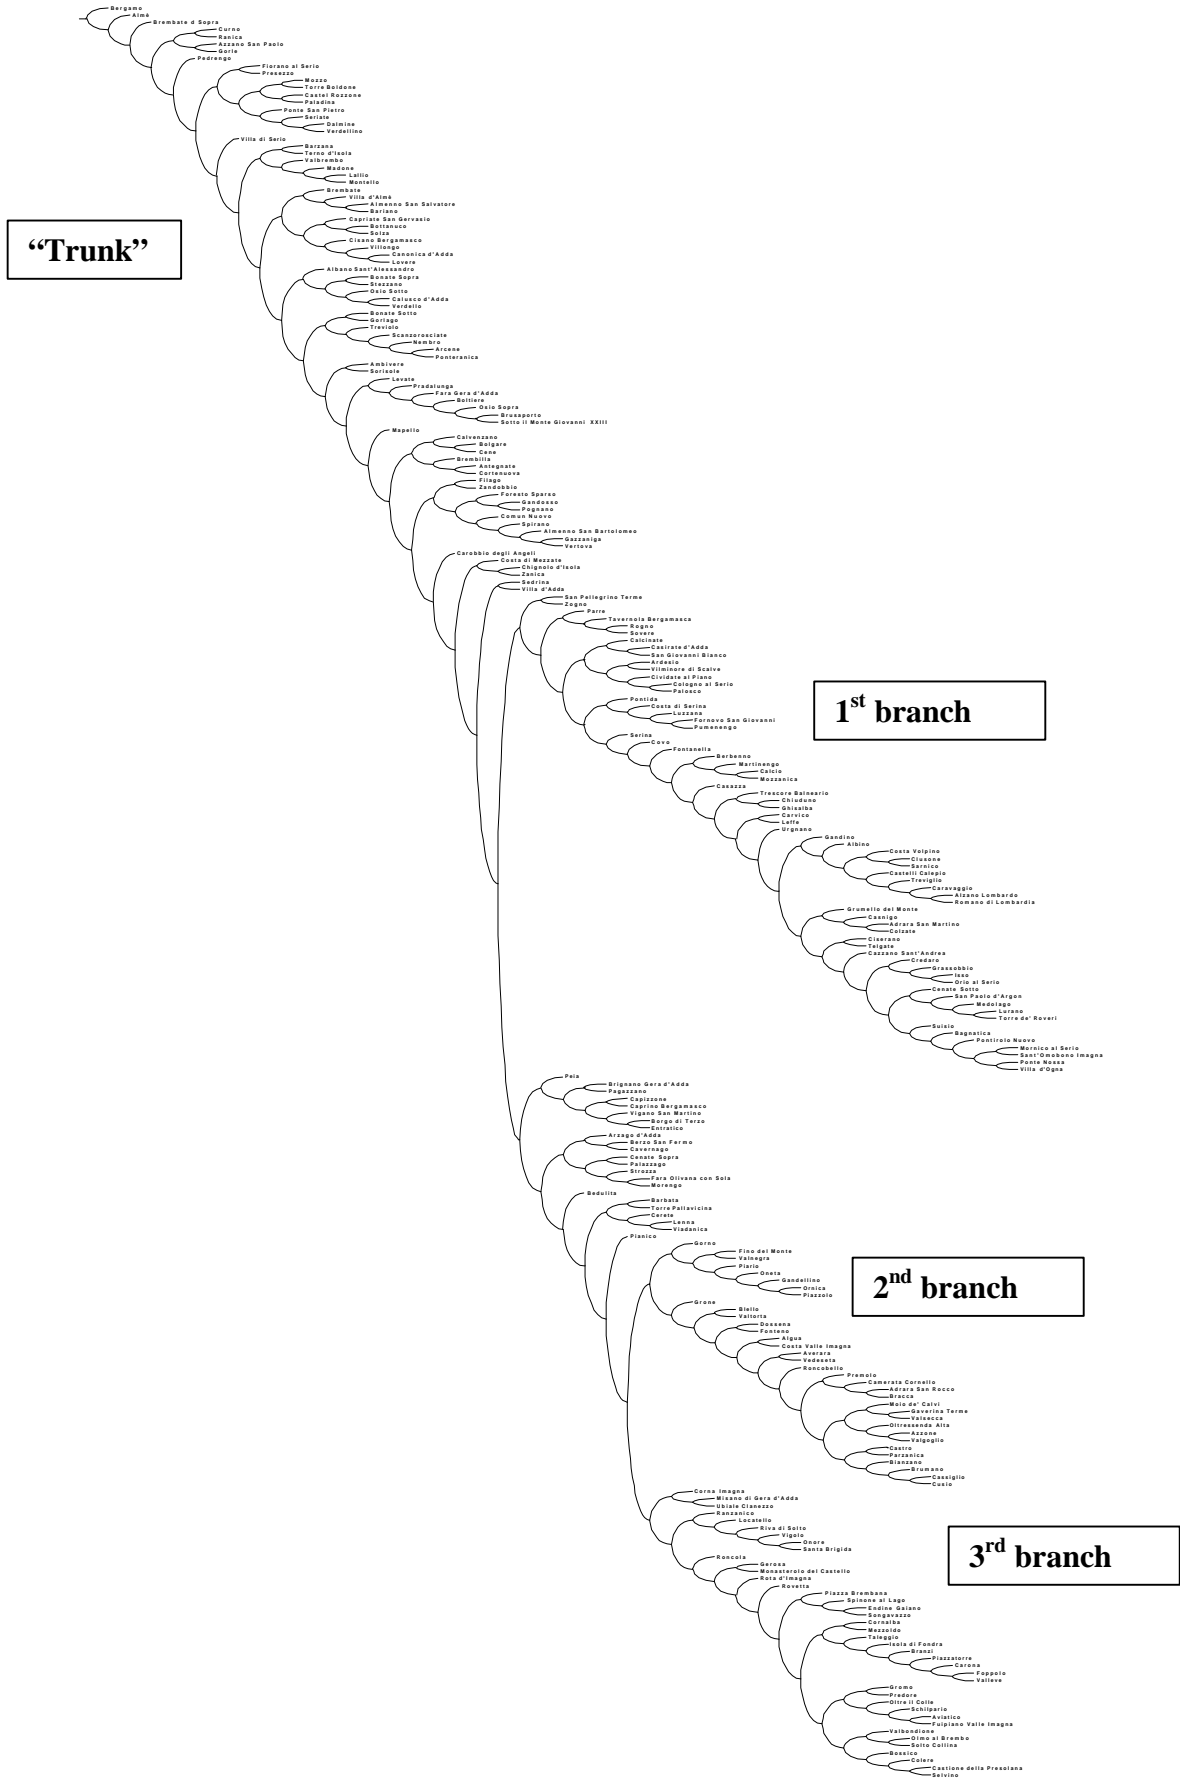 Bergamo
Almè
Brembate d Sopra
Curno
Ranica
Azzano San Paolo
Gorle
Pedrengo
Fiorano al Serio
Presezzo
Mozzo
Torre Boldone
Castel Rozzone
Paladina
Ponte San Pietro
Seriate
Dalmine
Verdellino
Villa di Serio
Barzana
Terno d'Isola
Valbrembo
Madone
Lallio
Montello
Brembate
Villa d'Almè
Almenno San Salvatore
Bariano
Capriate San Gervasio
Bottanuco
Solza
“Trunk”
Cisano Bergamasco
Villongo
Canonica d'Adda
Lovere
Albano Sant'Alessandro
Bonate Sopra
Stezzano
Osio Sotto
Calusco d'Adda
Verdello
Bonate Sotto
Gorlago
Treviolo
Scanzorosciate
Nembro
Arcene
Ponteranica
Ambivere
Sorisole
Levate
Pradalunga
Fara Gera d'Adda
Boltiere
Osio Sopra
Brusaporto
Sotto il Monte Giovanni XXIII
Mapello
Calvenzano
Bolgare
Cene
Brembilla
Antegnate
Cortenuova
Filago
Zandobbio
Foresto Sparso
Gandosso
Pognano
Comun Nuovo
Spirano
Almenno San Bartolomeo
Gazzaniga
Vertova
Carobbio degli Angeli
Costa di Mezzate
Chignolo d'Isola
Zanica
Sedrina
Villa d'Adda
San Pellegrino Terme
Zogno
Parre
Tavernola Bergamasca
Rogno
Sovere
Calcinate
Casirate d'Adda
San Giovanni Bianco
Ardesio
Vilminore di Scalve
Cividate al Piano
Cologno al Serio
Palosco
Pontida
Costa di Serina
Luzzana
1st branch
Fornovo San Giovanni
Pumenengo
Serina
Covo
Fontanella
Berbenno
Martinengo
Calcio
Mozzanica
Casazza
Trescore Balneario
Chiuduno
Ghisalba
Carvico
Leffe
Urgnano
Gandino
Albino
Costa Volpino
Clusone
Sarnico
Castelli Calepio
Treviglio
Caravaggio
Alzano Lombardo
Romano di Lombardia
Grumello del Monte
Casnigo
Adrara San Martino
Colzate
Ciserano
Telgate
Cazzano Sant'Andrea
Credaro
Grassobbio
Isso
Orio al Serio
Cenate Sotto
San Paolo d'Argon
Medolago
Lurano
Torre de' Roveri
Suisio
Bagnatica
Pontirolo Nuovo
Mornico al Serio
Sant'Omobono Imagna
Ponte Nossa
Villa d'Ogna
Peia
Brignano Gera d'Adda
Pagazzano
Capizzone
Caprino Bergamasco
Vigano San Martino
Borgo di Terzo
Entratico
Arzago d'Adda
Berzo San Fermo
Cavernago
Cenate Sopra
Palazzago
Strozza
Fara Olivana con Sola
Morengo
Bedulita
Barbata
Torre Pallavicina
Cerete
Lenna
Viadanica
Pianico
Gorno
Fino del Monte
Valnegra
Piario
Oneta
Gandellino
2nd branch
Ornica
Piazzolo
Grone
Blello
Valtorta
Dossena
Fonteno
Algua
Costa Valle Imagna
Averara
Vedeseta
Roncobello
Premolo
Camerata Cornello
Adrara San Rocco
Bracca
Moio de' Calvi
Gaverina Terme
Valsecca
Oltressenda Alta
Azzone
Valgoglio
Castro
Parzanica
Bianzano
Brumano
Cassiglio
Cusio
Corna Imagna
Misano di Gera d'Adda
Ubiale Clanezzo
Ranzanico
Locatello
Riva di Solto
Vigolo
Onore
Santa Brigida
3rd branch
Roncola
Gerosa
Monasterolo del Castello
Rota d'Imagna
Rovetta
Piazza Brembana
Spinone al Lago
Endine Gaiano
Songavazzo
Cornalba
Mezzoldo
Taleggio
Isola di Fondra
Branzi
Piazzatorre
Carona
Foppolo
Valleve
Gromo
Predore
Oltre il Colle
Schilpario
Aviatico
Fuipiano Valle Imagna
Valbondione
Olmo al Brembo
Solto Collina
Bossico
Colere
Castione della Presolana
Selvino